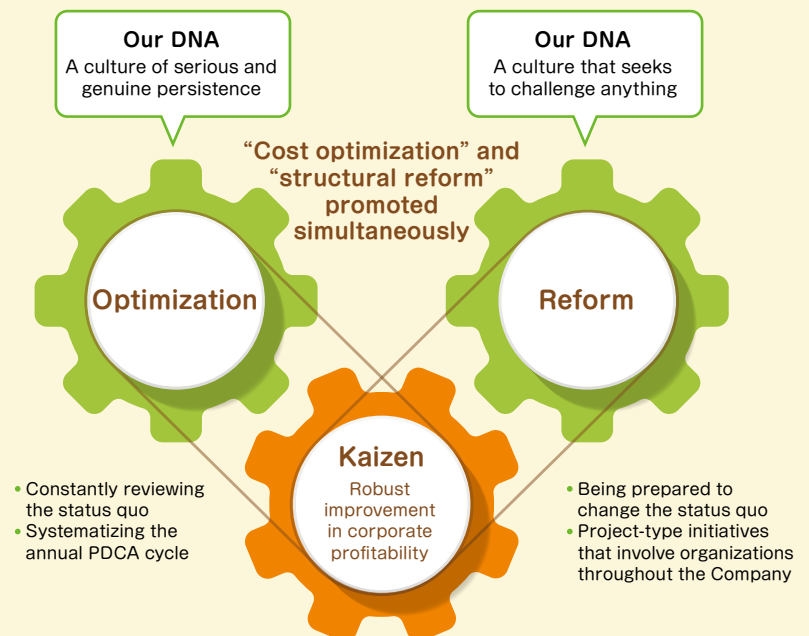 Our DNA
A culture of serious and
genuine persistence
Our DNA
A culture that seeks
to challenge anything
“Cost optimization” and
“structural reform”
promoted
simultaneously
Optimization
Reform
Kaizen
Robust
improvement
in corporate
profitability
• Constantly reviewing
the status quo
• Systematizing the
annual PDCA cycle
• Being prepared to
change the status quo
• Project-type initiatives
that involve organizations
throughout the Company